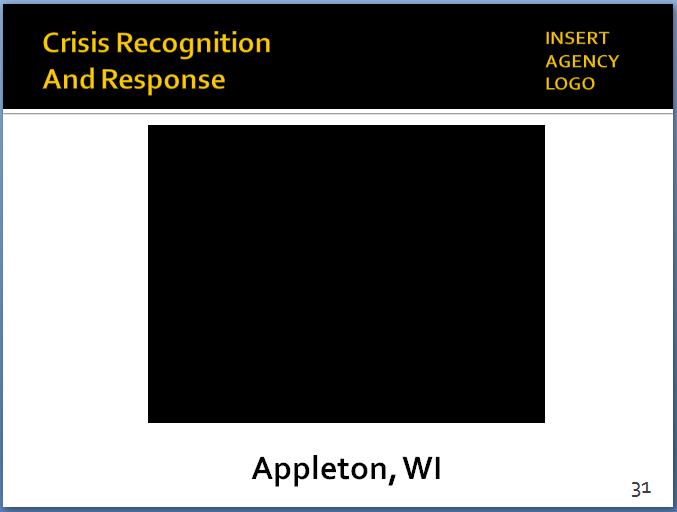 Crisis Recognition
And Response
INSERT
AGENCY
LOGO
Appleton, WI
31